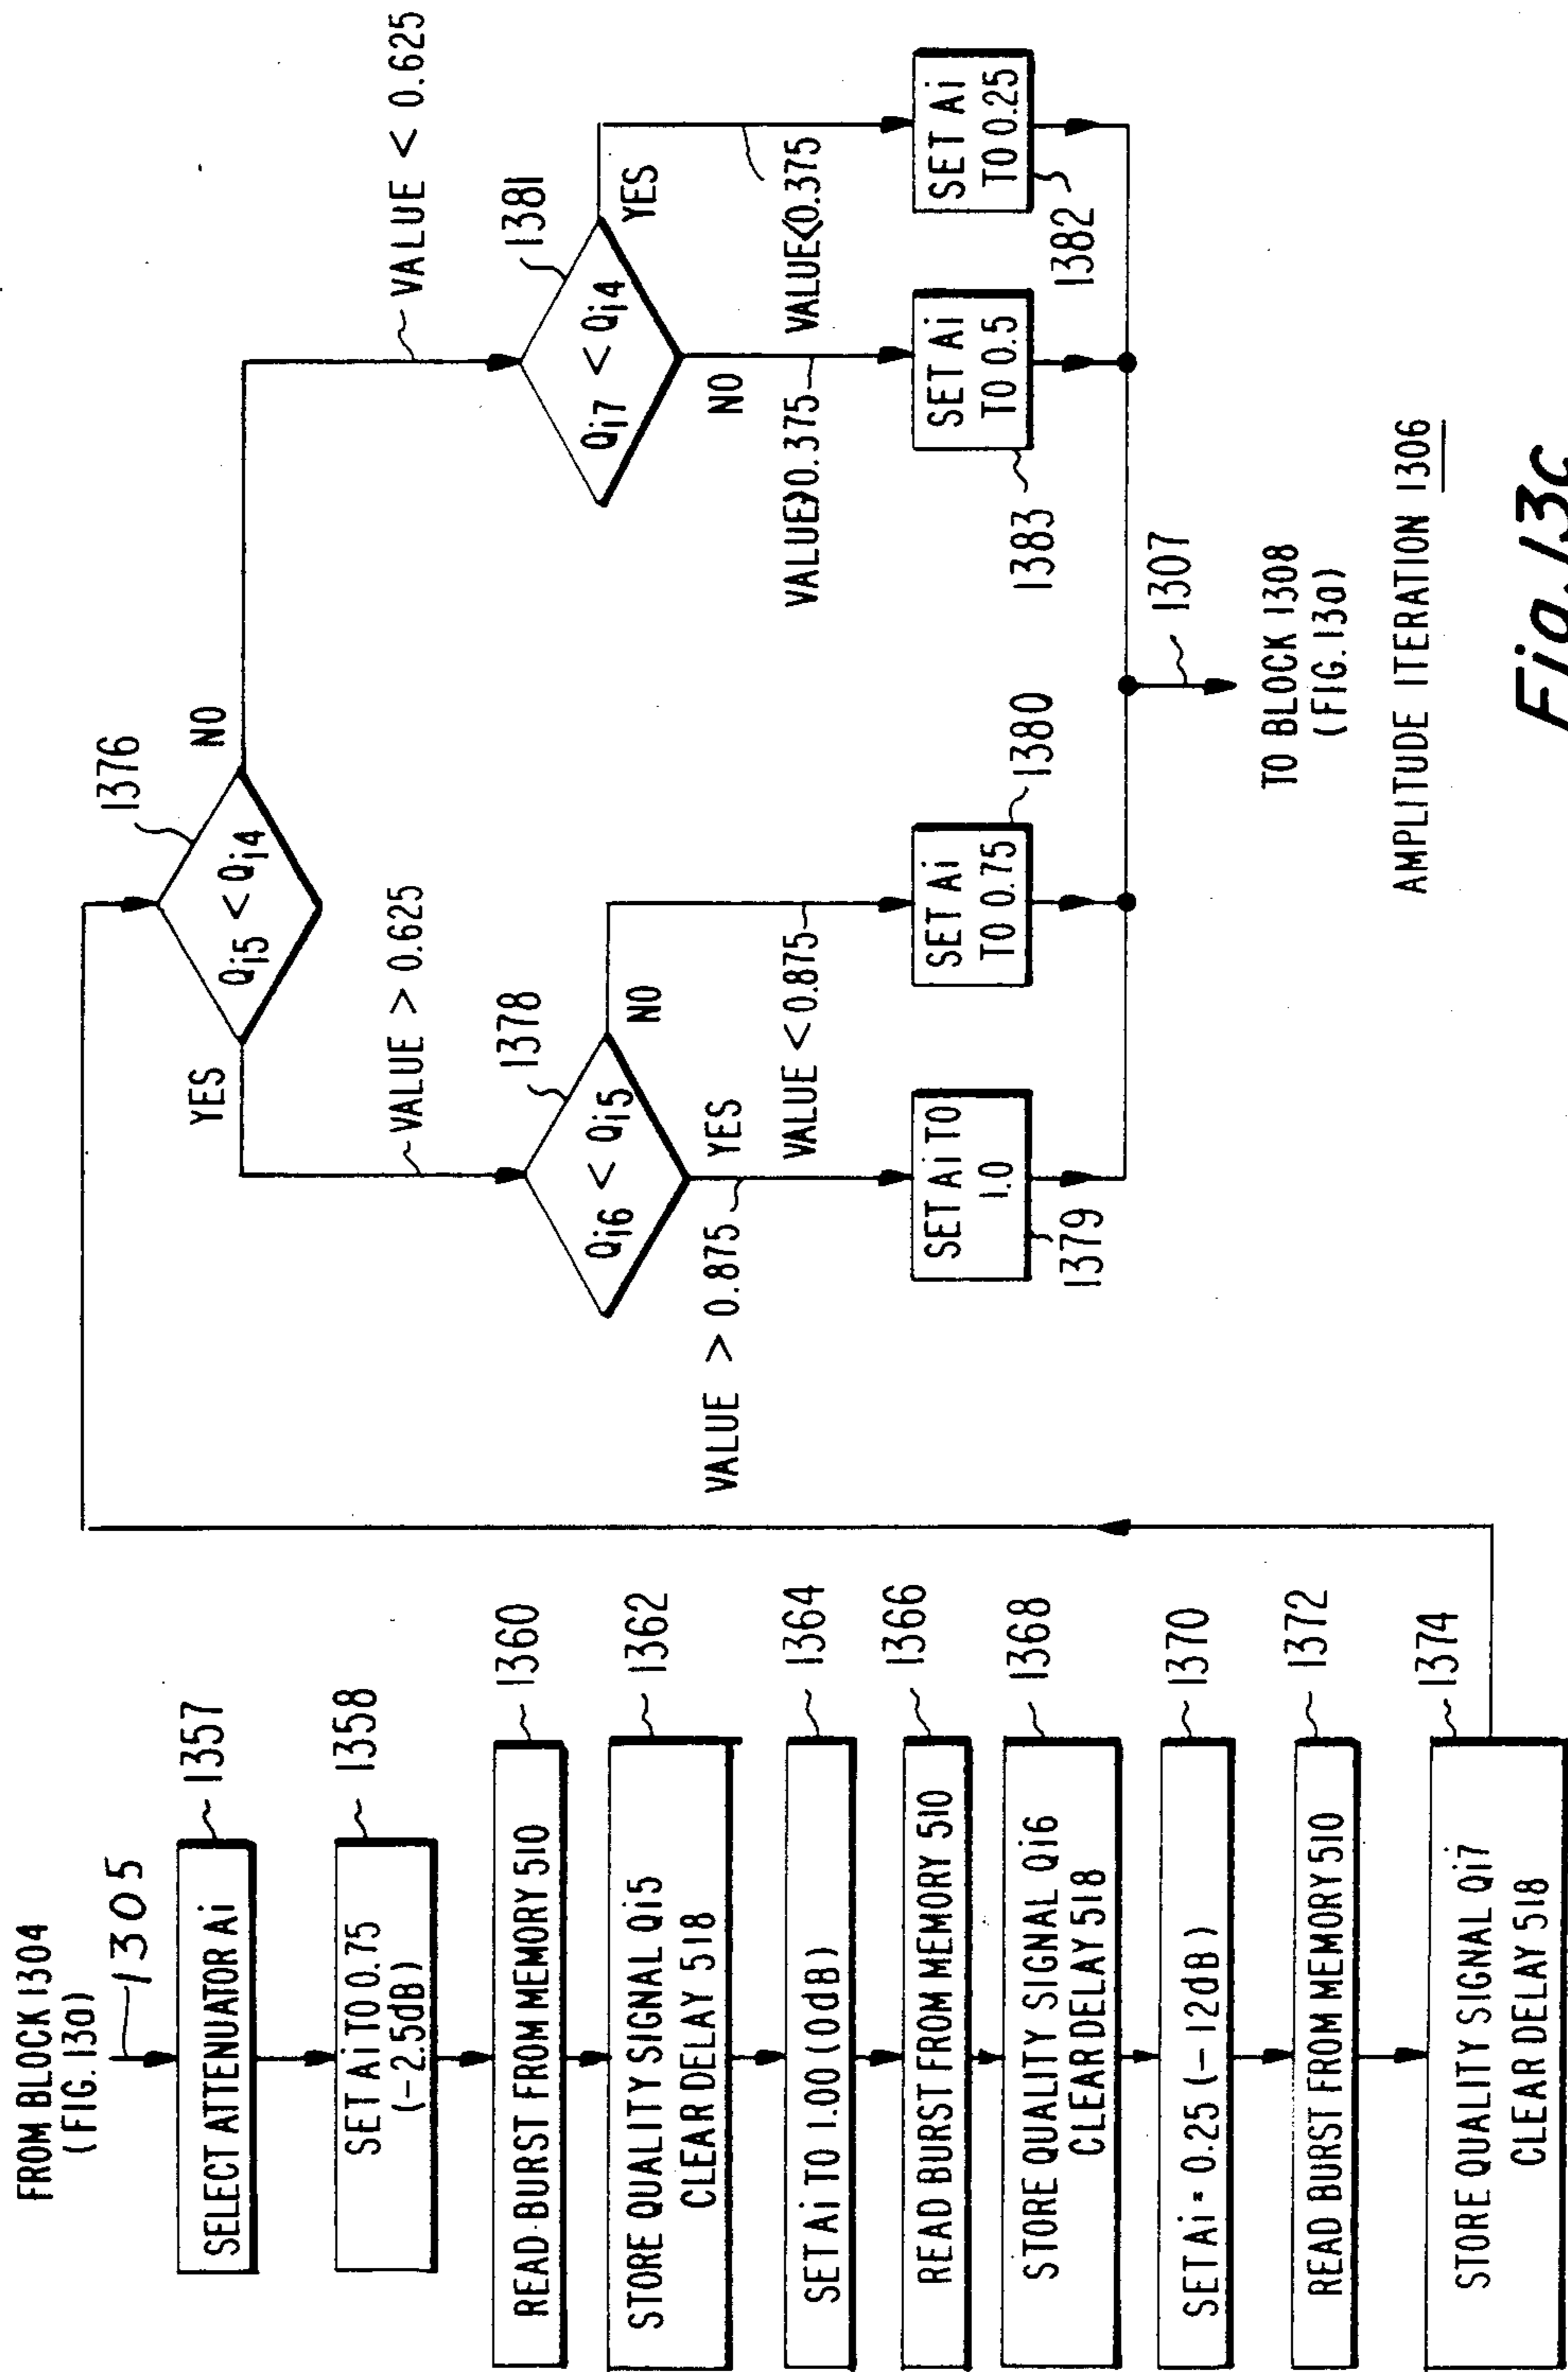 FROM BLOCK 1304
(FIG. 13a)
1305
SELECT ATTENUATOR Ai
1357
SET Ai TO 0.75
(-2.5dB)
1358
READ BURST FROM MEMORY 510
1360
STORE QUALITY SIGNAL Qi5
CLEAR DELAY 518
1362
SET Ai TO 1.00 (0dB)
1364
READ BURST FROM MEMORY 510
1366
STORE QUALITY SIGNAL Qi6
CLEAR DELAY 518
1368
SET Ai = 0.25 (-12dB)
1370
READ BURST FROM MEMORY 510
1372
STORE QUALITY SIGNAL Qi7
CLEAR DELAY 518
1374
1376
Qi5 < Qi4
YES
NO
VALUE > 0.625
VALUE < 0.625
1378
Qi6 < Qi5
YES
NO
1381
Qi7 < Qi4
NO
YES
VALUE > 0.875
VALUE < 0.875
VALUE>0.375
VALUE<0.375
SET Ai TO
1.0
1379
SET Ai
TO 0.75
1380
SET Ai
TO 0.5
1383
SET Ai
TO 0.25
1382
1307
TO BLOCK 1308
(FIG. 13a)
AMPLITUDE ITERATION 1306
Fig. 13c